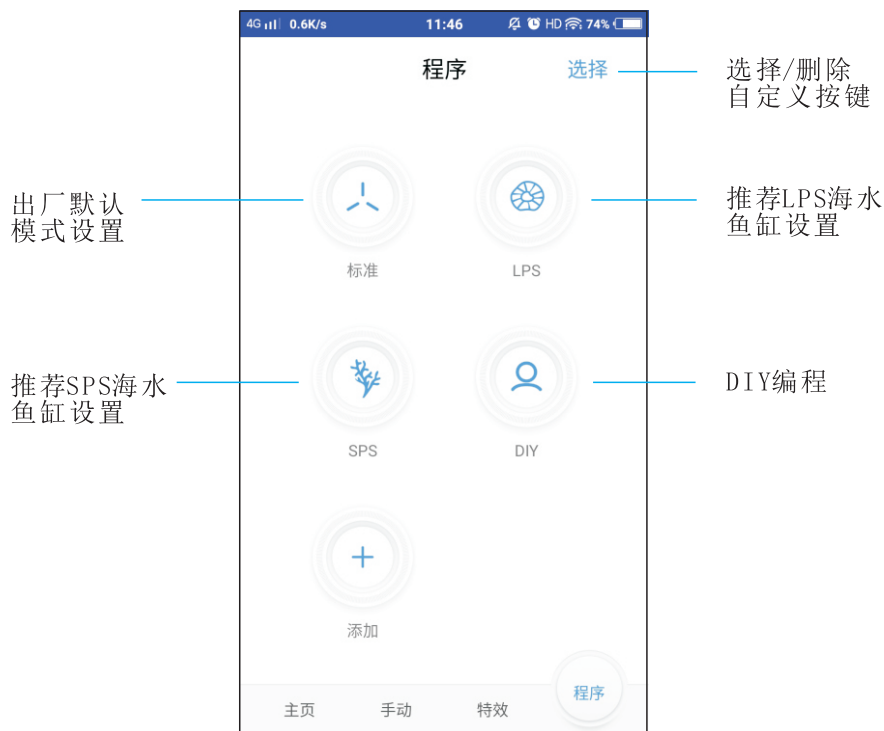 4G 0.6K/s 11:46 HD 74%
程序 选择
选择/删除
自定义按键
出厂默认
模式设置
推荐LPS海水
鱼缸设置
标准 LPS
推荐SPS海水
鱼缸设置
DIY编程
SPS DIY
添加
主页 手动 特效 程序